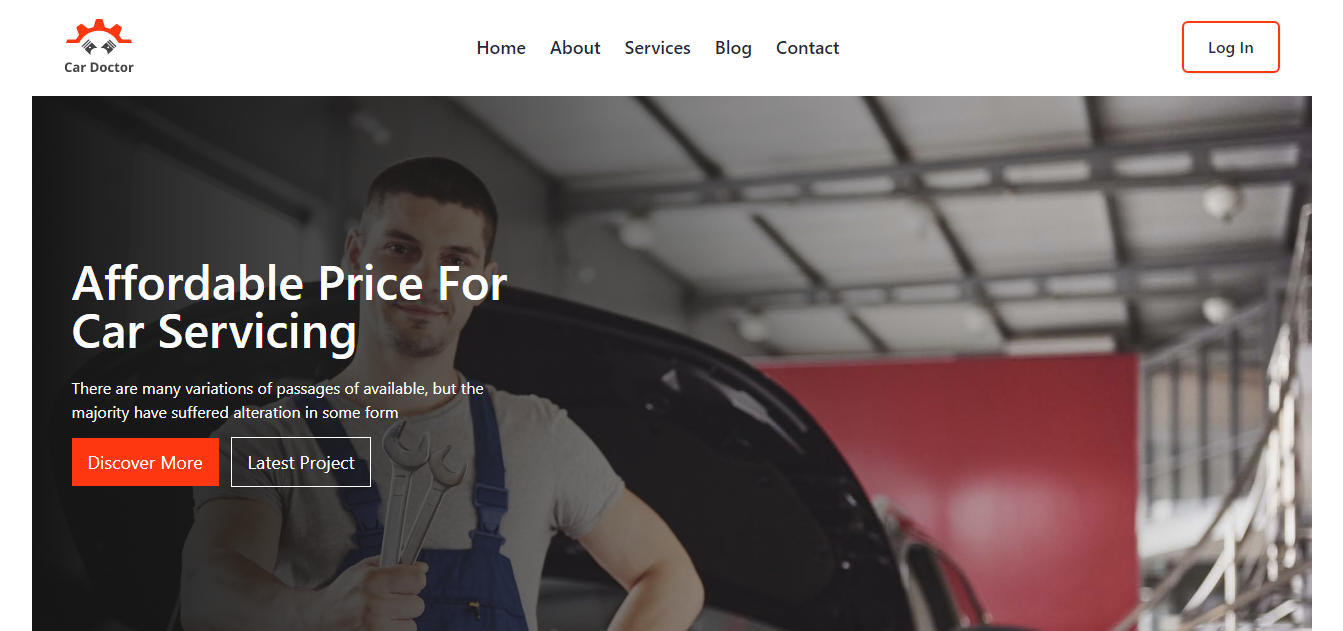 Car Doctor
Home About Services Blog Contact
Log In
Affordable Price For
Car Servicing
There are many variations of passages of available, but the
majority have suffered alteration in some form
Discover More Latest Project